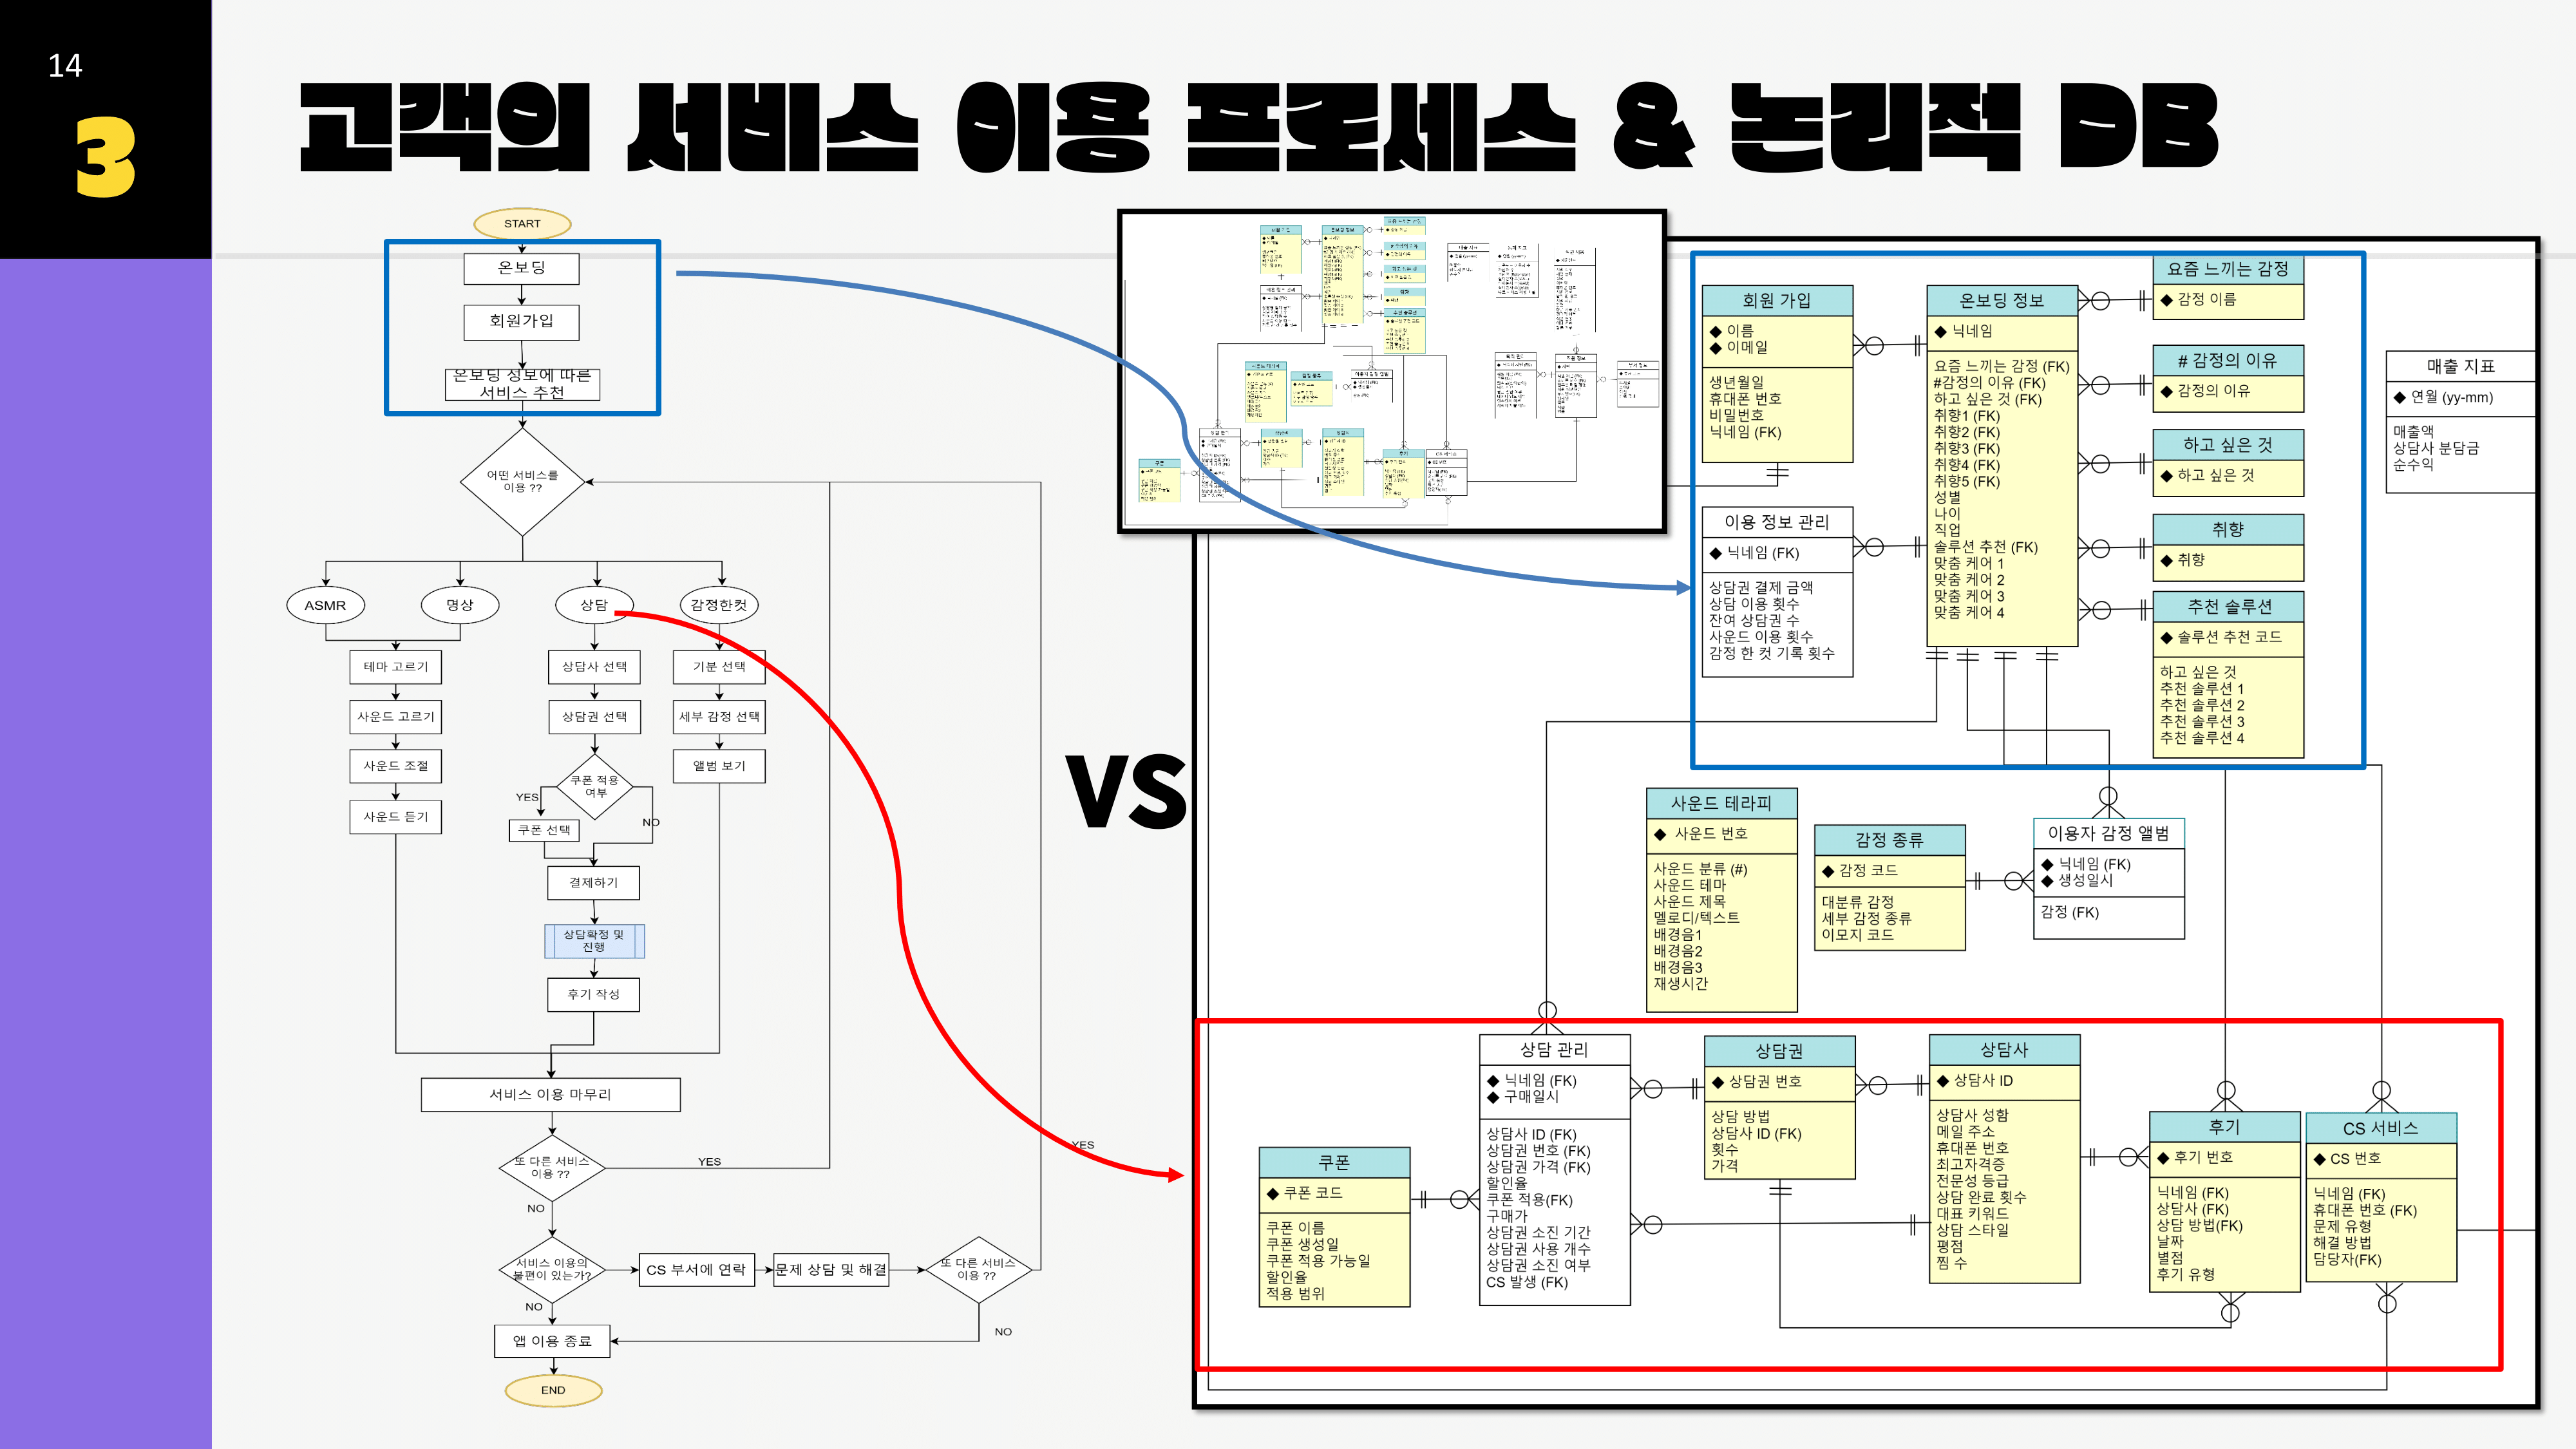 14
3
고객의 서비스 이용 프로세스 & 논리적 DB
START
온보딩
회원가입
온보딩 정보에 따른
서비스 추천
어떤 서비스를
이용 ??
ASMR
명상
상담
감정한컷
테마 고르기
사운드 고르기
사운드 조절
사운드 듣기
상담사 선택
상담권 선택
쿠폰 적용
여부
YES
NO
쿠폰 선택
결제하기
상담확정 및
진행
후기 작성
기분 선택
세부 감정 선택
앨범 보기
서비스 이용 마무리
또 다른 서비스
이용 ??
YES
NO
서비스 이용의
불편이 있는가?
CS 부서에 연락
문제 상담 및 해결
또 다른 서비스
이용 ??
YES
NO
NO
앱 이용 종료
END
VS
회원 가입
◆ 이름
◆ 이메일
생년월일
휴대폰 번호
비밀번호
닉네임 (FK)
이용 정보 관리
◆ 닉네임 (FK)
상담권 결제 금액
상담 이용 횟수
잔여 상담권 수
사운드 이용 횟수
감정 한 컷 기록 횟수
온보딩 정보
◆ 닉네임
요즘 느끼는 감정 (FK)
#감정의 이유 (FK)
하고 싶은 것 (FK)
취향1 (FK)
취향2 (FK)
취향3 (FK)
취향4 (FK)
취향5 (FK)
성별
나이
직업
솔루션 추천 (FK)
맞춤 케어 1
맞춤 케어 2
맞춤 케어 3
맞춤 케어 4
요즘 느끼는 감정
◆ 감정 이름
# 감정의 이유
◆ 감정의 이유
하고 싶은 것
◆ 하고 싶은 것
취향
◆ 취향
추천 솔루션
◆ 솔루션 추천 코드
하고 싶은 것
추천 솔루션 1
추천 솔루션 2
추천 솔루션 3
추천 솔루션 4
매출 지표
◆ 연월 (yy-mm)
매출액
상담사 분담금
순수익
사운드 테라피
◆ 사운드 번호
사운드 분류 (#)
사운드 테마
사운드 제목
멜로디/텍스트
배경음1
배경음2
배경음3
재생시간
감정 종류
◆ 감정 코드
대분류 감정
세부 감정 종류
이모지 코드
이용자 감정 앨범
◆ 닉네임 (FK)
◆ 생성일시
감정 (FK)
쿠폰
◆ 쿠폰 코드
쿠폰 이름
쿠폰 생성일
쿠폰 적용 가능일
할인율
적용 범위
상담 관리
◆ 닉네임 (FK)
◆ 구매일시
상담사 ID (FK)
상담권 번호 (FK)
상담권 가격 (FK)
할인율
쿠폰 적용(FK)
구매가
상담권 소진 기간
상담권 사용 개수
상담권 소진 여부
CS 발생 (FK)
상담권
◆ 상담권 번호
상담 방법
상담사 ID (FK)
횟수
가격
상담사
◆ 상담사 ID
상담사 성함
메일 주소
휴대폰 번호
최고자격증
전문성 등급
상담 완료 횟수
대표 키워드
상담 스타일
평점
찜 수
후기
◆ 후기 번호
닉네임 (FK)
상담사 (FK)
상담 방법(FK)
날짜
별점
후기 유형
CS 서비스
◆ CS 번호
닉네임 (FK)
휴대폰 번호 (FK)
문제 유형
해결 방법
담당자(FK)